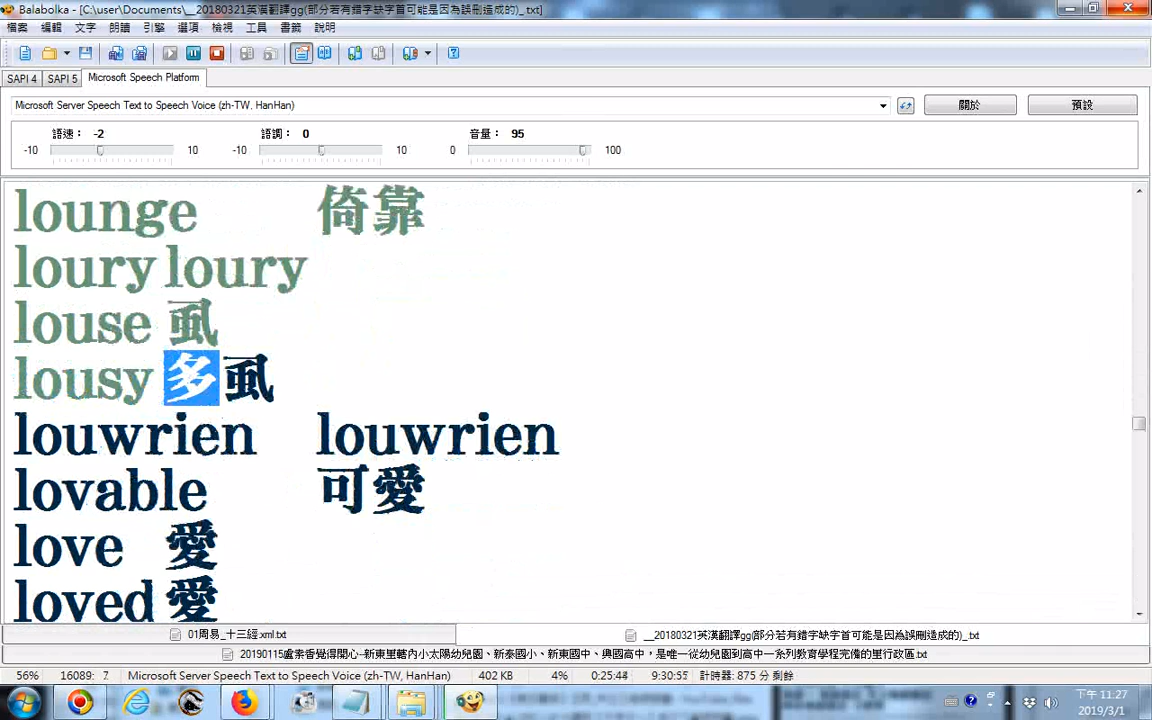 Balabolka - [C:\user\Documents\__20180321英漢翻譯gg(部分若有錯字缺字首可能是因為誤刪造成的)_.txt]
檔案 編輯 文字 朗讀 引擎 選項 檢視 工具 書籤 說明
SAPI 4 SAPI 5 Microsoft Speech Platform
Microsoft Server Speech Text to Speech Voice (zh-TW, HanHan) 關於 預設
語速： -2 語調： 0 音量： 95
-10 10 -10 10 0 100
lounge 倚靠
loury loury
louse 虱
lousy 多虱
louwrien louwrien
lovable 可愛
love 愛
loved 愛
01周易_十三經.xml.txt __20180321英漢翻譯gg(部分若有錯字缺字首可能是因為誤刪造成的)_.txt
20190115盧素香覺得開心-新東里轄內小太陽幼兒園、新泰國小、新東國中、興國高中，是唯一從幼兒園到高中一系列教育學程完備的里行政區.txt
56% 16089: 7 Microsoft Server Speech Text to Speech Voice (zh-TW, HanHan) 402 KB 4% 0:25:44 9:30:55 計時器: 875 分 剩餘
下午 11:27
2019/3/1